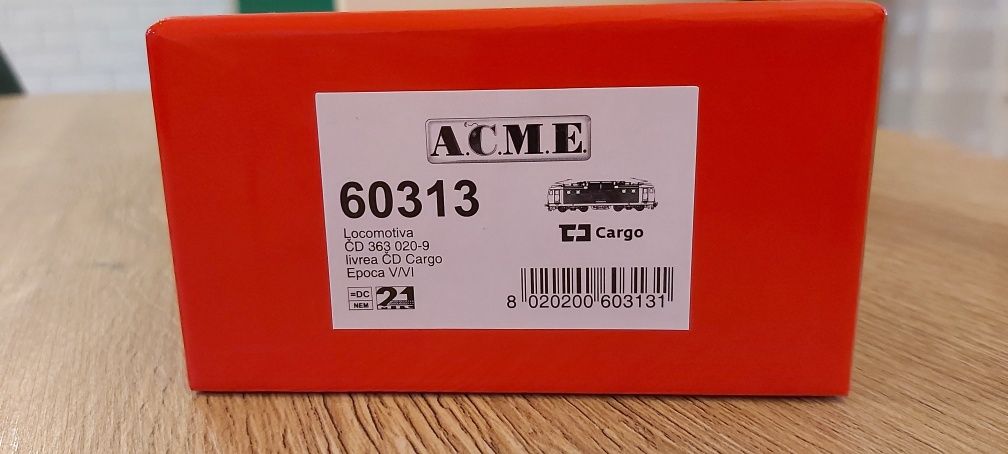 A.C.M.E.
60313
Locomotiva
ČD 363 020-9
livrea ČD Cargo
Epoca V/VI
Cargo
=DC
NEM
21
8 020200 603131